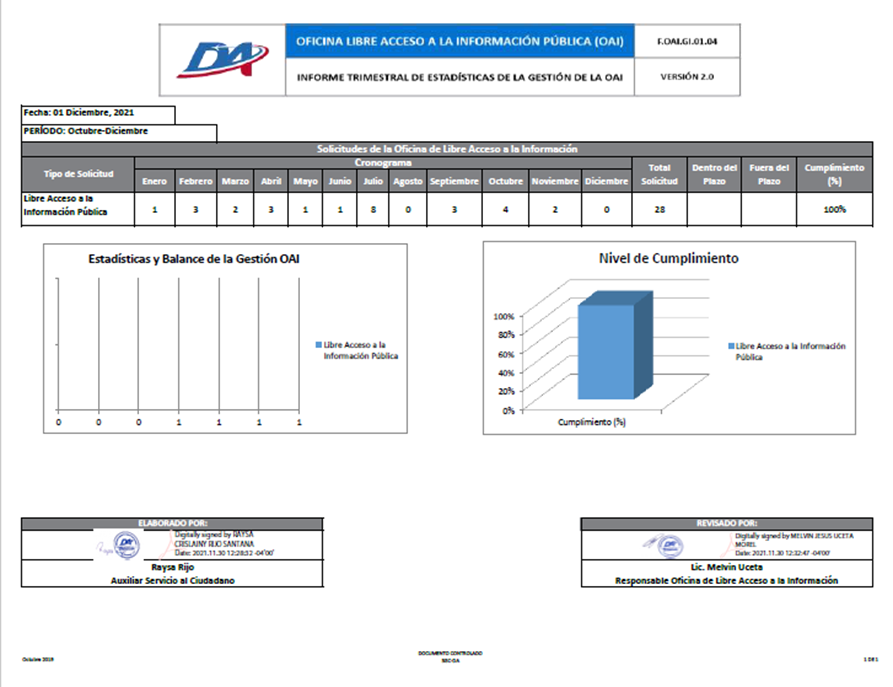 DA
OFICINA LIBRE ACCESO A LA INFORMACIÓN PÚBLICA (OAI)
F.OAI.GI.01.04
INFORME TRIMESTRAL DE ESTADÍSTICAS DE LA GESTIÓN DE LA OAI
VERSIÓN 2.0
Fecha: 01 Diciembre, 2021
PERÍODO: Octubre-Diciembre
Solicitudes de la Oficina de Libre Acceso a la Información
Tipo de Solicitud
Cronograma
Total Solicitud
Dentro del Plazo
Fuera del Plazo
Cumplimiento (%)
Enero Febrero Marzo Abril Mayo Junio Julio Agosto Septiembre Octubre Noviembre Diciembre
Libre Acceso a la
Información Pública
1 3 2 3 1 1 8 0 3 4 2 0 28 100%
Estadísticas y Balance de la Gestión OAI
Libre Acceso a la
Información Pública
0 0 0 1 1 1 1
Nivel de Cumplimiento
100%
80%
60%
40%
20%
0%
Cumplimiento (%)
Libre Acceso a la Información
Pública
ELABORADO POR:
Digitally signed by RAYSA
CRISLAINY RIJO SANTANA
Date: 2021.11.30 12:28:32 -04'00'
Raysa Rijo
Auxiliar Servicio al Ciudadano
REVISADO POR:
Digitally signed by MELVIN JESUS UCETA
MOREL
Date: 2021.11.30 12:32:47 -04'00'
Lic. Melvin Uceta
Responsable Oficina de Libre Acceso a la Información
Octubre 2019
DOCUMENTO CONTROLADO
1 DE 1